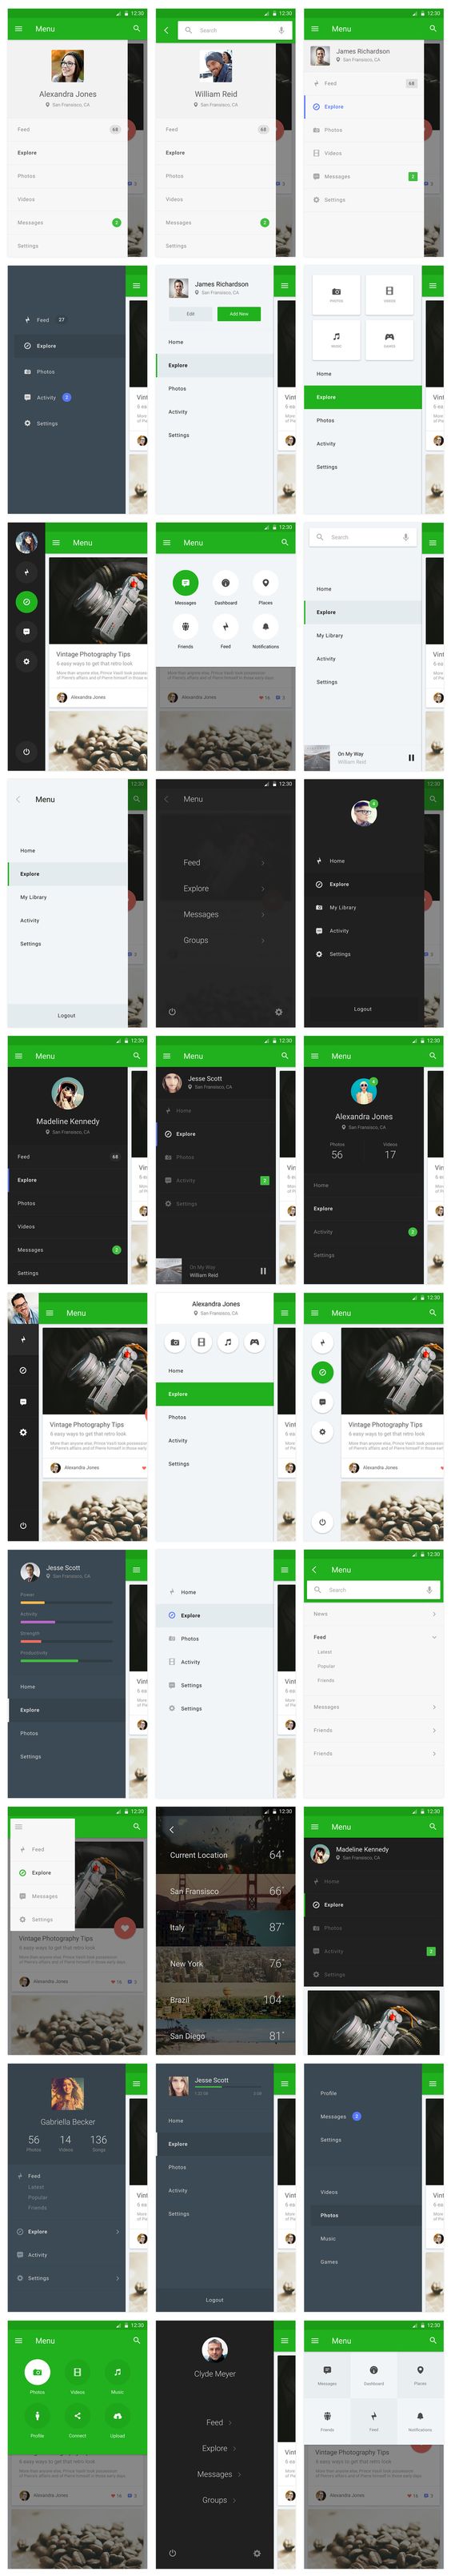 12:30
Menu
Alexandra Jones
San Francisco, CA
Feed 68
Explore
Photos
Videos
Messages 2
Settings
12:30
Search
William Reid
San Francisco, CA
Feed 68
Explore
Photos
Videos
Messages 2
Settings
12:30
Menu
James Richardson
San Francisco, CA
Feed 68
Explore
Photos
Videos
Messages 2
Settings
Feed 27
Explore
Photos
Activity 2
Settings
James Richardson
San Francisco, CA
Edit Add New
Home
Explore
Photos
Activity
Settings
PHOTOS
MUSIC
Home
Explore
Photos
Activity
Settings
Menu
Vintage Photography Tips
6 easy ways to get that retro look
Alexandra Jones
12:30
Menu
Messages Dashboard Places
Friends Feed Notifications
Alexandra Jones 16 3
Search
Home
Explore
My Library
Activity
Settings
On My Way
William Reid
12:30
Menu
Home
Explore
My Library
Activity
Settings
Logout
12:30
Menu
Feed
Explore
Messages
Groups
12:30
Home
Explore
My Library
Activity
Settings
Logout
12:30
Menu
Madeline Kennedy
San Francisco, CA
Feed 68
Explore
Photos
Videos
Messages 2
Settings
12:30
Menu
Jesse Scott
San Francisco, CA
Home
Explore
Photos
Activity 2
Settings
On My Way
William Reid
12:30
Menu
Alexandra Jones
San Francisco, CA
Photos Videos
56 17
Home
Explore
Activity 2
Settings
Menu
Vintage Photography Tips
6 easy ways to get that retro look
Alexandra Jones
Alexandra Jones
San Francisco, CA
Home
Explore
Photos
Activity
Settings
12:30
Menu
Vintage Photography Tips
6 easy ways to get that retro look
Alexandra Jones
Jesse Scott
San Francisco, CA
Power
Activity
Strength
Productivity
Home
Explore
Photos
Settings
Home
Explore
Photos
Activity
Settings
Settings
12:30
Menu
Search
News
Feed
Latest
Popular
Friends
Messages
Friends
Friends
12:30
Feed
Explore
Messages
Settings
Vintage Photography Tips
Alexandra Jones 16 3
12:30
Current Location 64°
San Fransisco 66°
Italy 87°
New York 76°
Brazil 104°
San Diego 81°
12:30
Menu
Madeline Kennedy
San Francisco, CA
Home
Explore
Photos
Activity 2
Settings
Gabriella Becker
San Francisco, CA
56 14 136
Photos Videos Songs
Feed
Latest
Popular
Friends
Explore
Activity
Settings
Jesse Scott
Home
Explore
Photos
Activity
Settings
Logout
Profile
Messages 2
Settings
Videos
Photos
Music
Games
12:30
Menu
Photos Videos Music
Profile Connect Upload
6 easy ways to get that retro look
Alexandra Jones 16 3
Clyde Meyer
Feed
Explore
Messages
Groups
12:30
Menu
Messages Dashboard Places
Friends Feed Notifications
Vintage Photography Tips
6 easy ways to get that retro look
Alexandra Jones 16 3